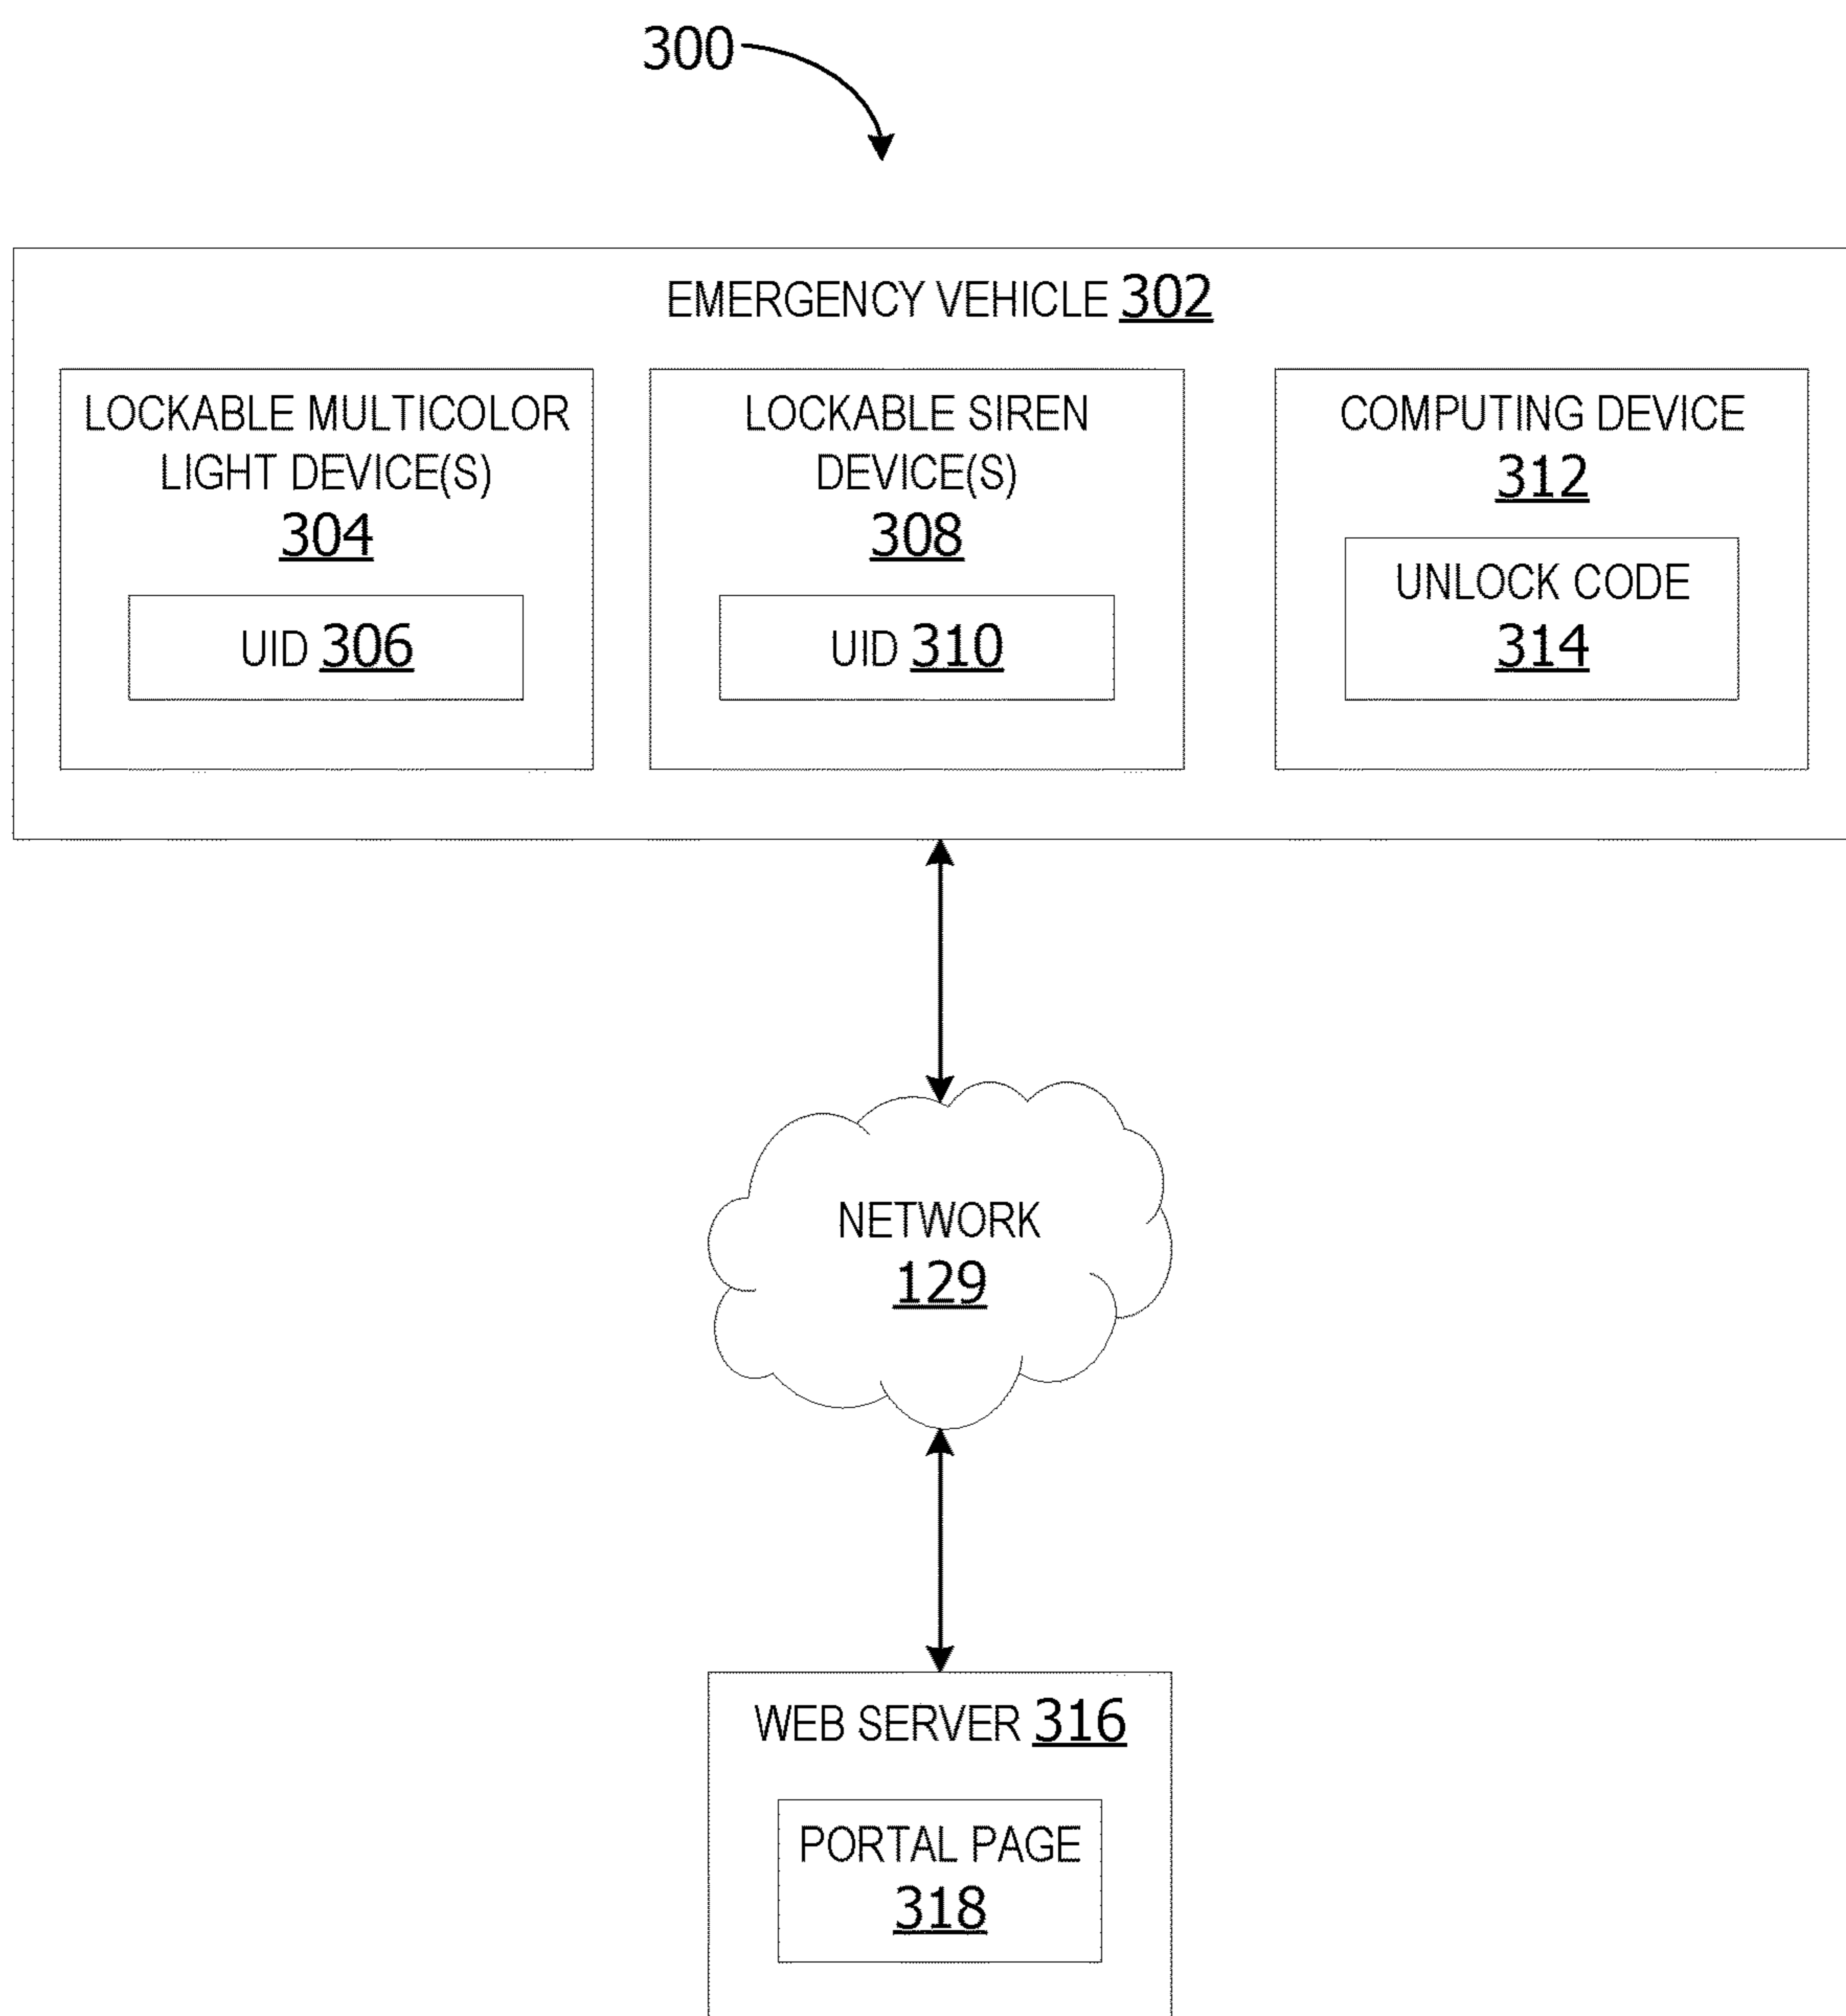 300
EMERGENCY VEHICLE 302
LOCKABLE MULTICOLOR
LIGHT DEVICE(S)
304
UID 306
LOCKABLE SIREN
DEVICE(S)
308
UID 310
COMPUTING DEVICE
312
UNLOCK CODE
314
NETWORK
129
WEB SERVER 316
PORTAL PAGE
318